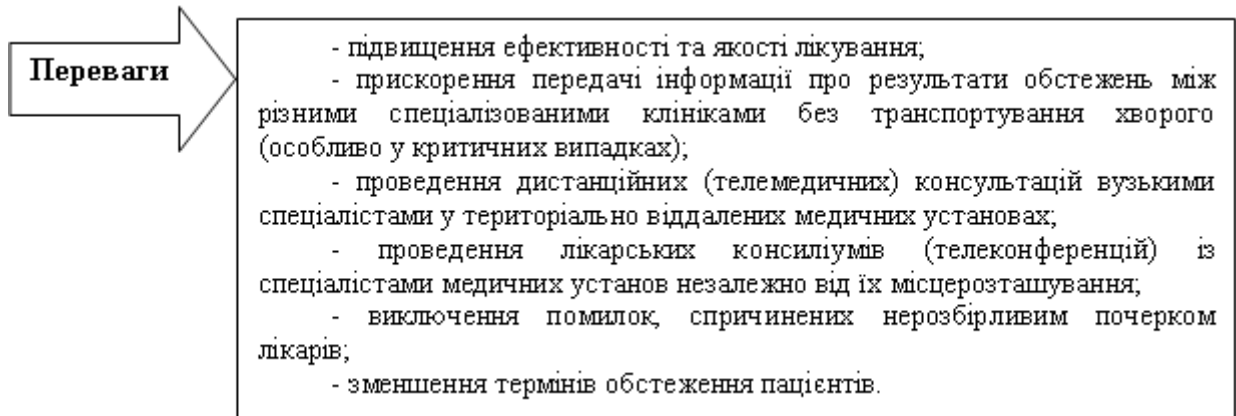 Переваги
- підвищення ефективності та якості лікування;
- прискорення передачі інформації про результати обстежень між
різними спеціалізованими клініками без транспортування хворого
(особливо у критичних випадках);
- проведення дистанційних (телемедичних) консультацій вузькими
спеціалістами у територіально віддалених медичних установах;
- проведення лікарських консиліумів (телеконференцій) із
спеціалістами медичних установ незалежно від їх місцерозташування;
- виключення помилок, спричинених нерозбірливим почерком
лікарів;
- зменшення термінів обстеження пацієнтів.